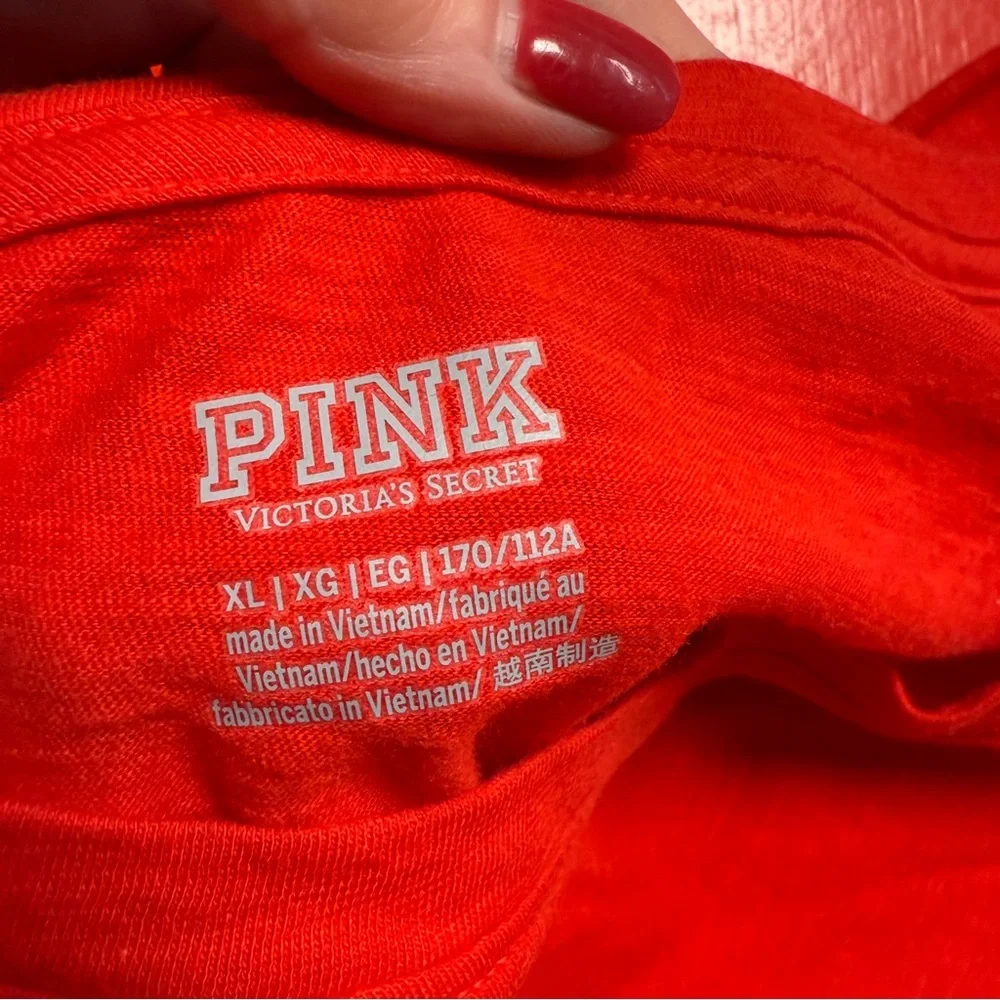 PINK
VICTORIA'S SECRET
XL | XG | EG | 170/112A
made in Vietnam/fabriqué au
Vietnam/hecho en Vietnam/
fabbricato in Vietnam/ 越南制造